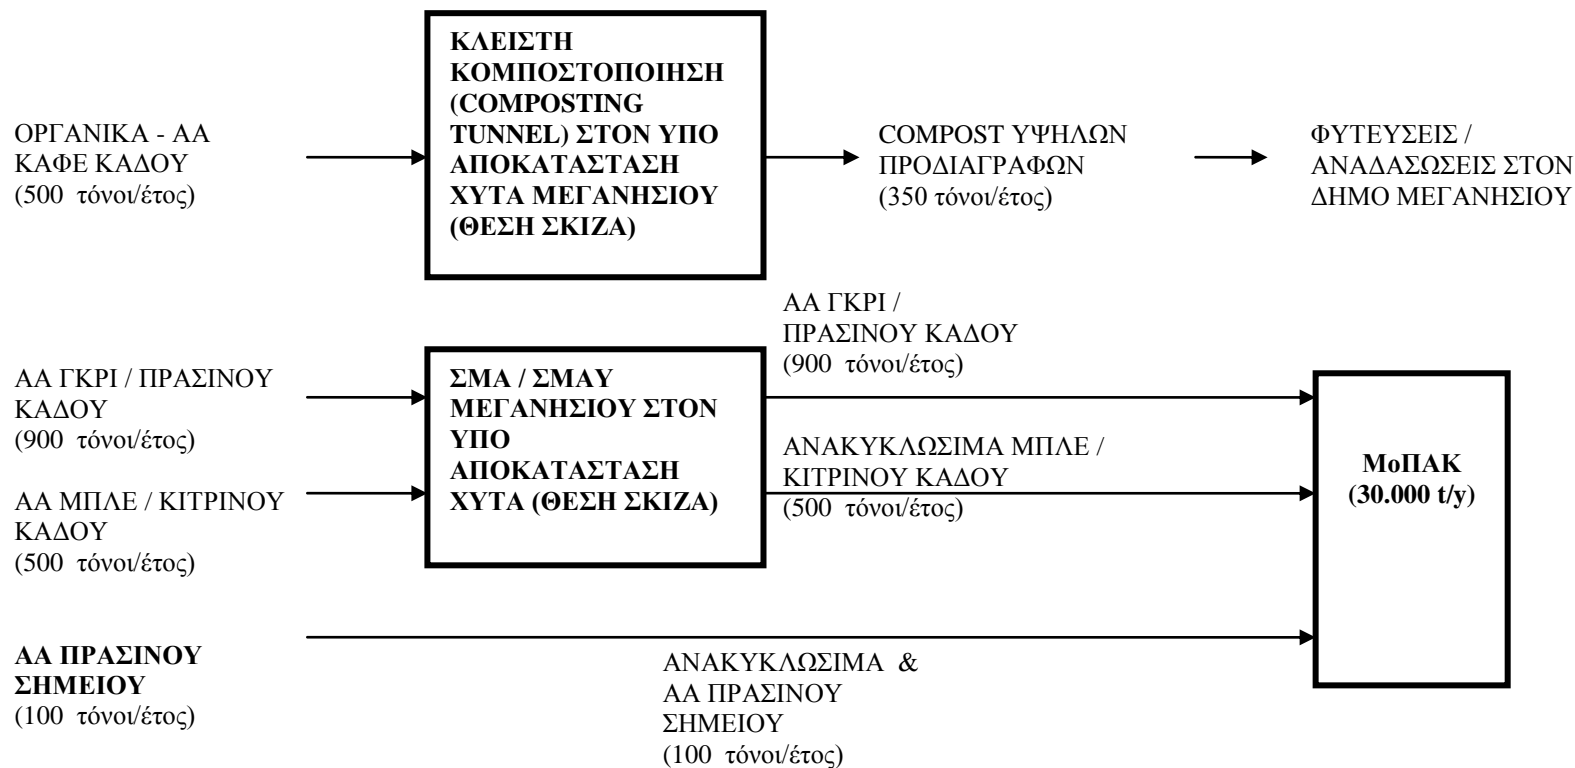 ΟΡΓΑΝΙΚΑ - ΑΑ
ΚΑΦΕ ΚΑΔΟΥ
(500 τόνοι/έτος)
ΚΛΕΙΣΤΗ
ΚΟΜΠΟΣΤΟΠΟΙΗΣΗ
(COMPOSTING
TUNNEL) ΣΤΟΝ ΥΠΟ
ΑΠΟΚΑΤΑΣΤΑΣΗ
ΧΥΤΑ ΜΕΓΑΝΗΣΙΟΥ
(ΘΕΣΗ ΣΚΙΖΑ)
COMPOST ΥΨΗΛΩΝ
ΠΡΟΔΙΑΓΡΑΦΩΝ
(350 τόνοι/έτος)
ΦΥΤΕΥΣΕΙΣ /
ΑΝΑΔΑΣΩΣΕΙΣ ΣΤΟΝ
ΔΗΜΟ ΜΕΓΑΝΗΣΙΟΥ
ΑΑ ΓΚΡΙ / ΠΡΑΣΙΝΟΥ
ΚΑΔΟΥ
(900 τόνοι/έτος)
ΑΑ ΜΠΛΕ / ΚΙΤΡΙΝΟΥ
ΚΑΔΟΥ
(500 τόνοι/έτος)
ΣΜΑ / ΣΜΑΥ
ΜΕΓΑΝΗΣΙΟΥ ΣΤΟΝ
ΥΠΟ
ΑΠΟΚΑΤΑΣΤΑΣΗ
ΧΥΤΑ (ΘΕΣΗ ΣΚΙΖΑ)
ΑΑ ΓΚΡΙ /
ΠΡΑΣΙΝΟΥ ΚΑΔΟΥ
(900 τόνοι/έτος)
ΑΝΑΚΥΚΛΩΣΙΜΑ ΜΠΛΕ /
ΚΙΤΡΙΝΟΥ ΚΑΔΟΥ
(500 τόνοι/έτος)
ΜοΠΑΚ
(30.000 t/y)
ΑΑ ΠΡΑΣΙΝΟΥ
ΣΗΜΕΙΟΥ
(100 τόνοι/έτος)
ΑΝΑΚΥΚΛΩΣΙΜΑ &
ΑΑ ΠΡΑΣΙΝΟΥ
ΣΗΜΕΙΟΥ
(100 τόνοι/έτος)